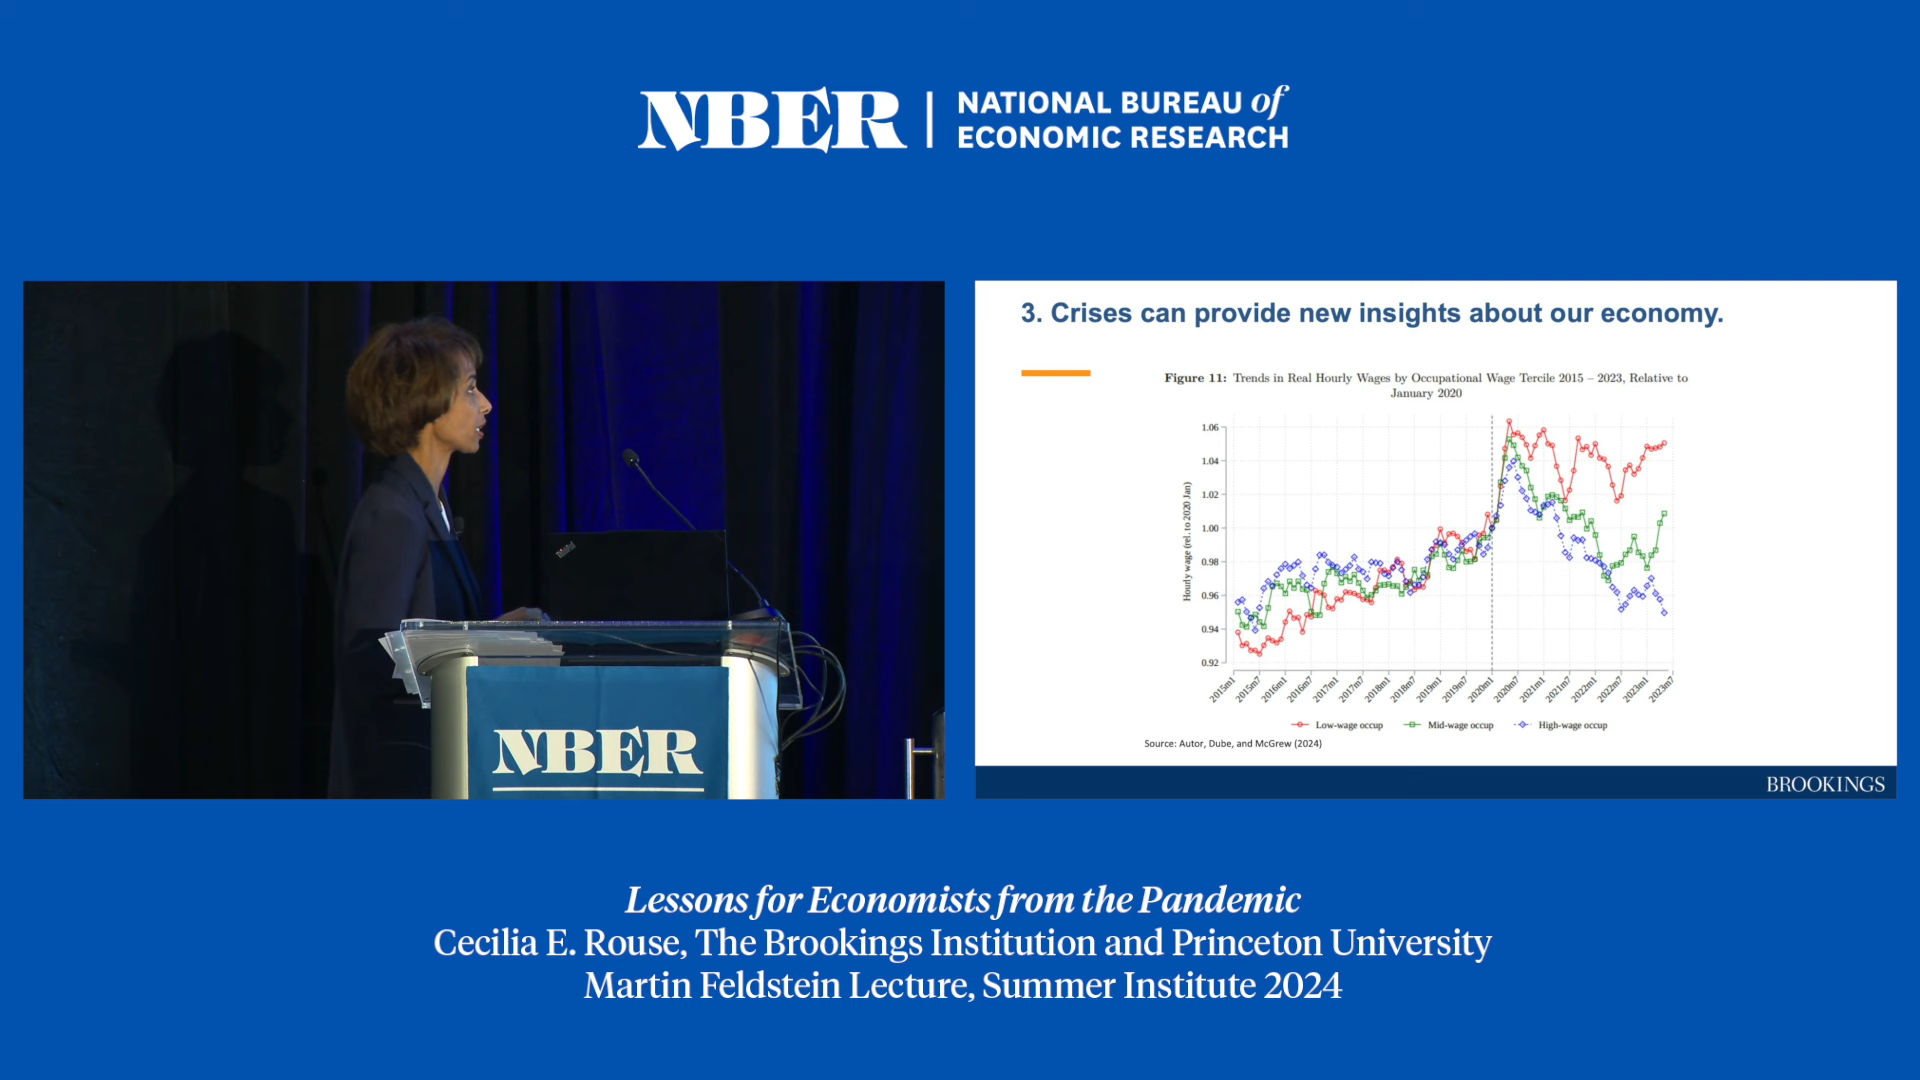 NBER
NATIONAL BUREAU of
ECONOMIC RESEARCH
NBER
3. Crises can provide new insights about our economy.
Figure 11: Trends in Real Hourly Wages by Occupational Wage Tercile 2015 – 2023, Relative to
January 2020
Hourly wage (rel. to 2020 Jan)
1.06
1.04
1.02
1.00
0.98
0.96
0.94
0.92
2015m1 2015m7 2016m1 2016m7 2017m1 2017m7 2018m1 2018m7 2019m1 2019m7 2020m1 2020m7 2021m1 2021m7 2022m1 2022m7 2023m1 2023m7
Low-wage occup Mid-wage occup High-wage occup
Source: Autor, Dube, and McGrew (2024)
BROOKINGS
Lessons for Economists from the Pandemic
Cecilia E. Rouse, The Brookings Institution and Princeton University
Martin Feldstein Lecture, Summer Institute 2024